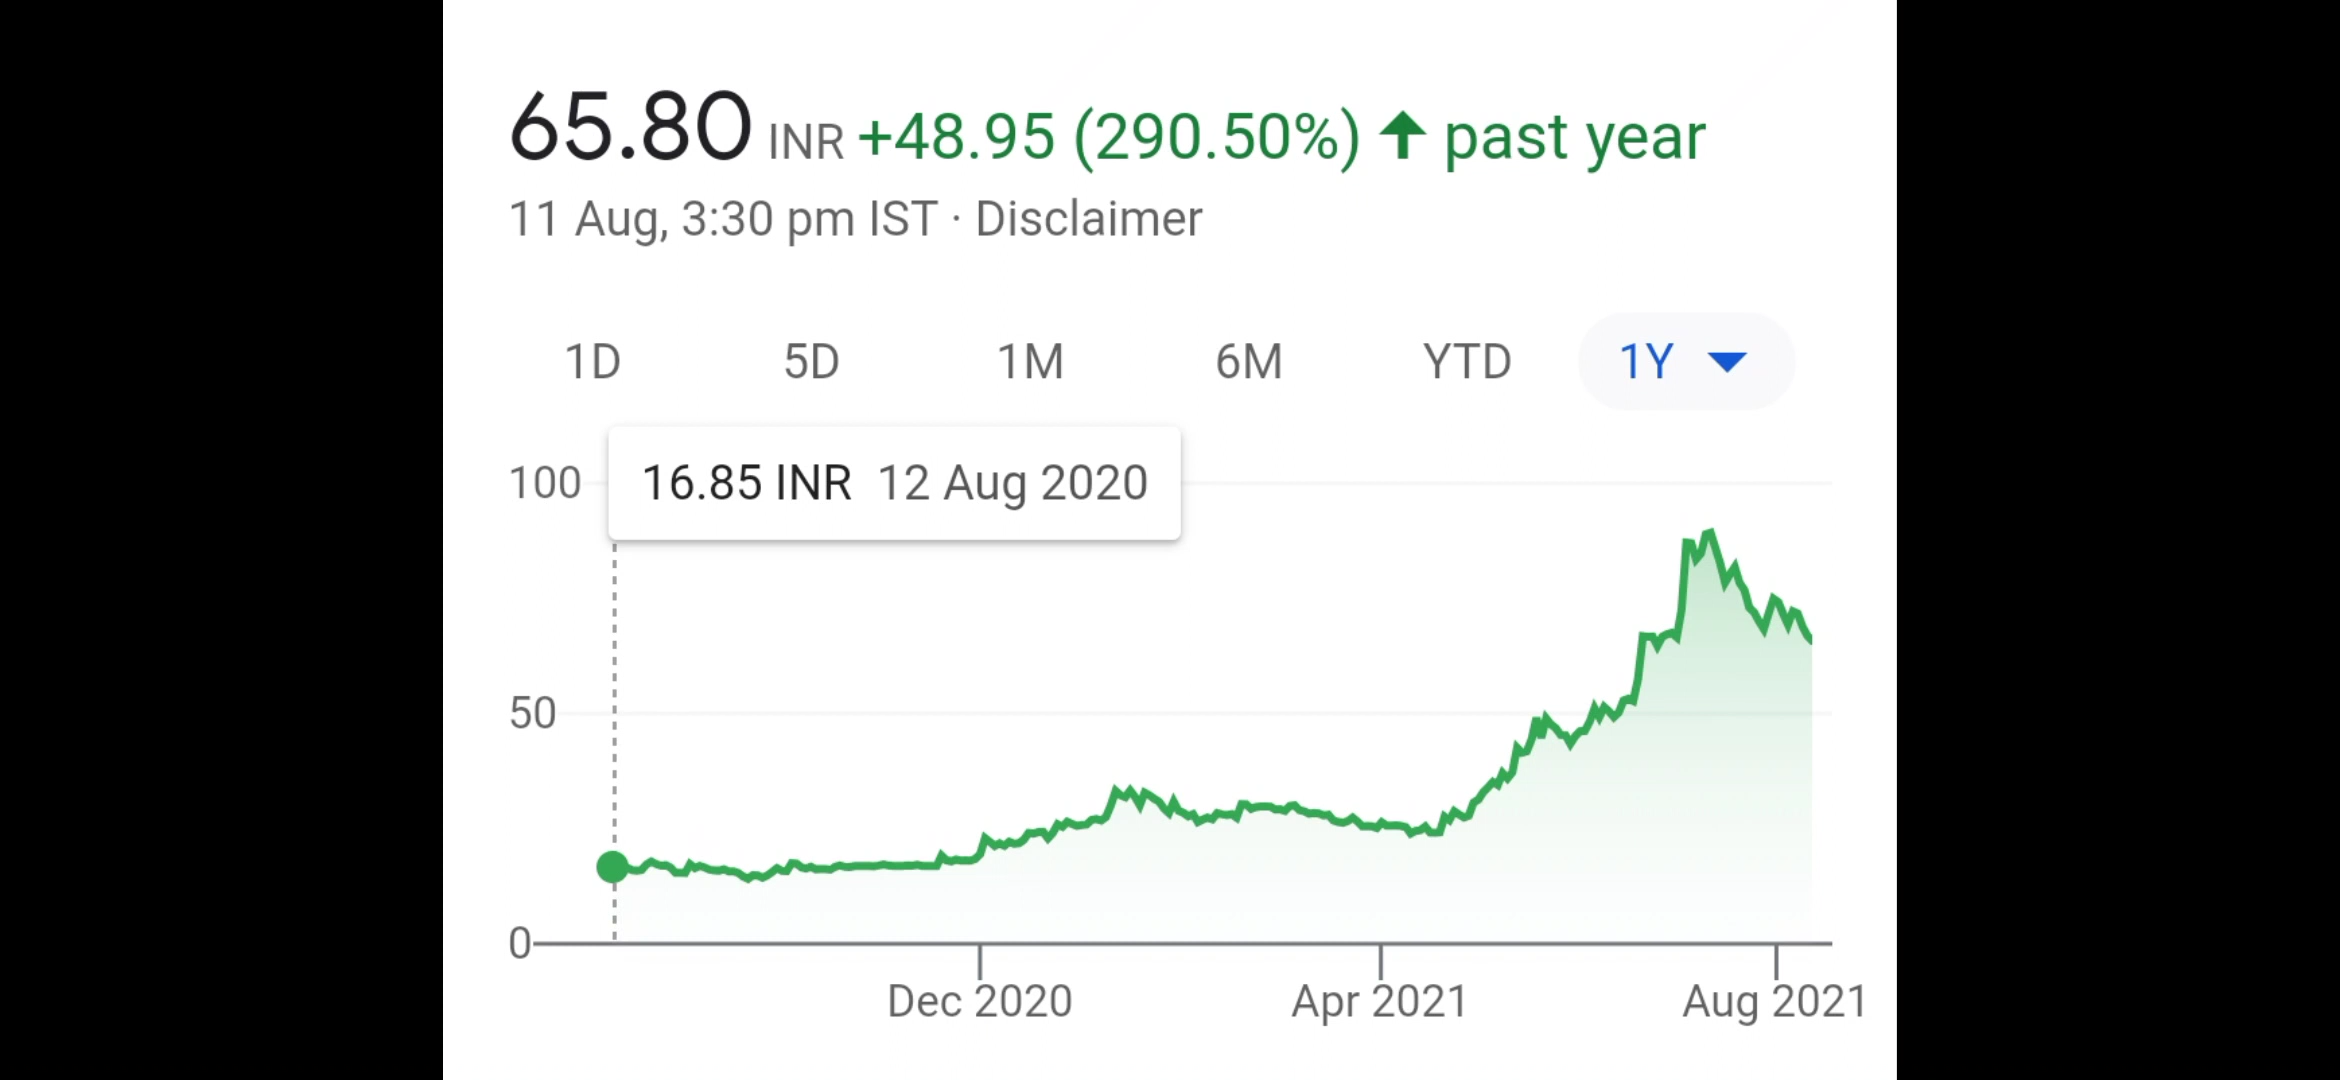 65.80 INR +48.95 (290.50%) ↑ past year
11 Aug, 3:30 pm IST · Disclaimer
1D 5D 1M 6M YTD 1Y
100 16.85 INR 12 Aug 2020
50
0
Dec 2020 Apr 2021 Aug 2021